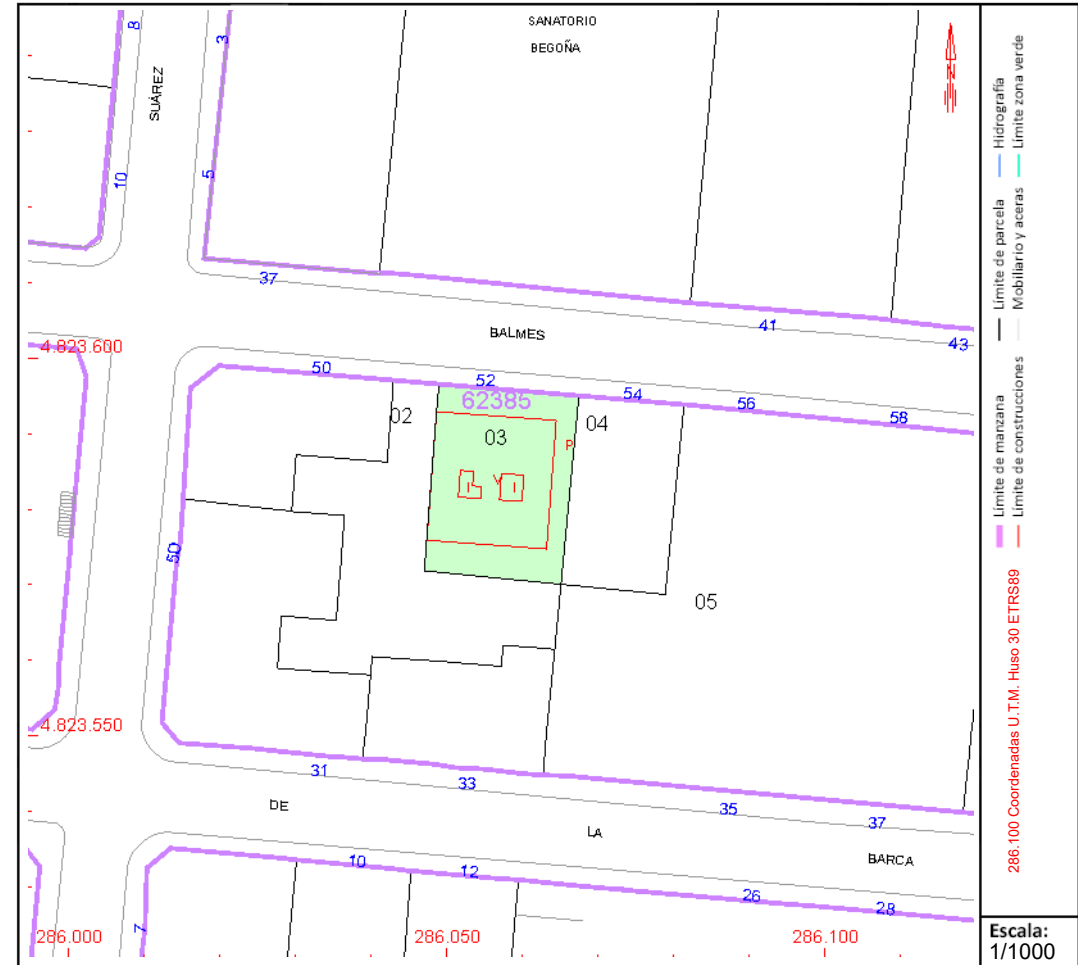 SANATORIO
BEGOÑA
8
3
SUÁREZ
N
10
5
37
BALMES
41
43
4.823.600
50
52
54
56
58
62385
02
03
04
P
I
V
I
50
05
4.823.550
31
33
35
37
DE
LA
BARCA
10
12
26
28
7
286.000
286.050
286.100
Hidrografía
Límite zona verde
Límite de parcela
Mobiliario y aceras
Límite de manzana
Límite de construcciones
286.100 Coordenadas U.T.M. Huso 30 ETRS89
Escala:
1/1000